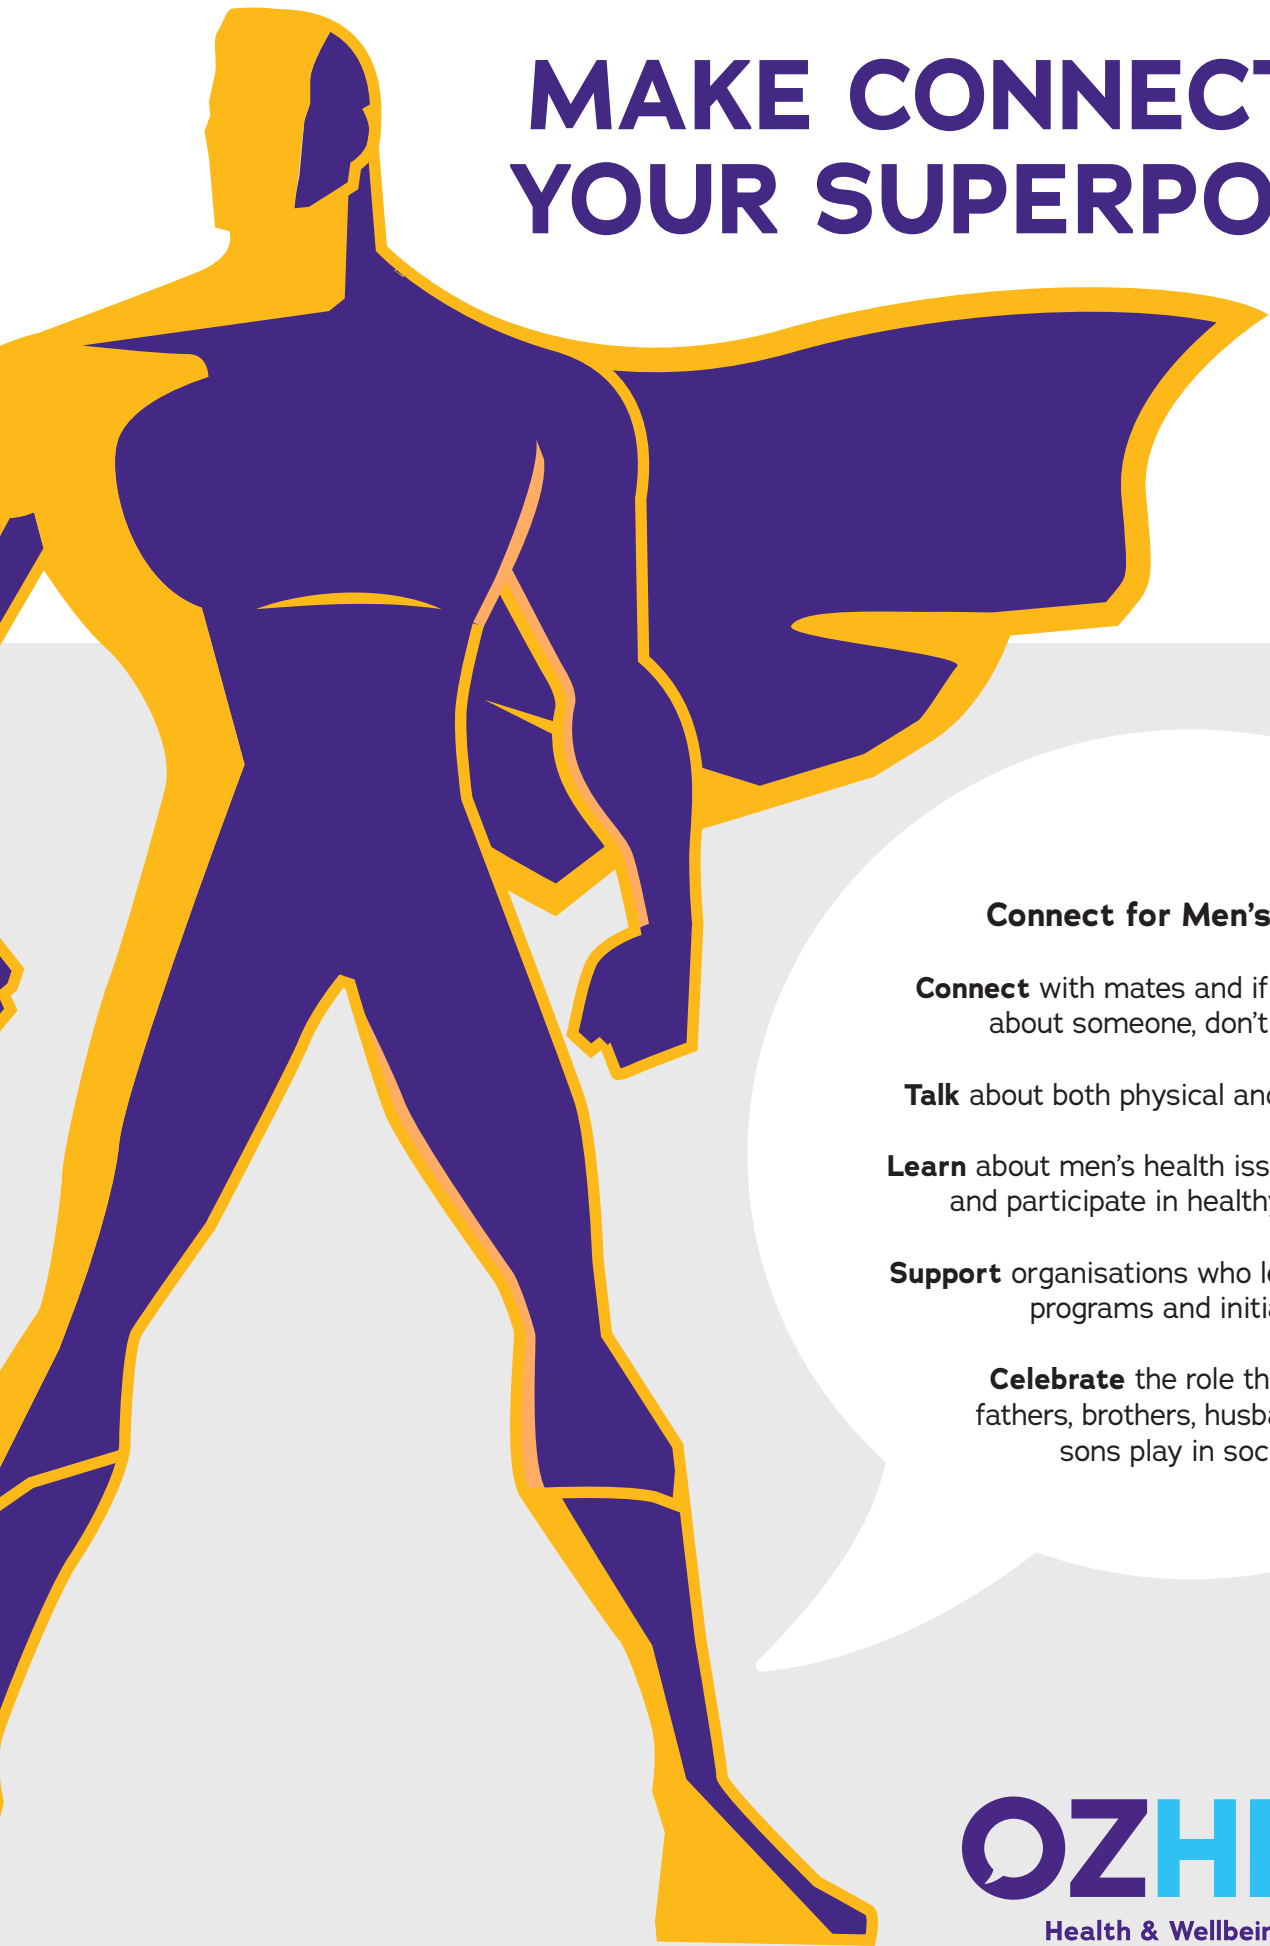 MAKE CONNECT
YOUR SUPERPO
Connect for Men's
Connect with mates and if
about someone, don't
Talk about both physical and
Learn about men's health iss
and participate in healthy
Support organisations who l
programs and initia
Celebrate the role th
fathers, brothers, husba
sons play in soc
OZHE
Health & Wellbein